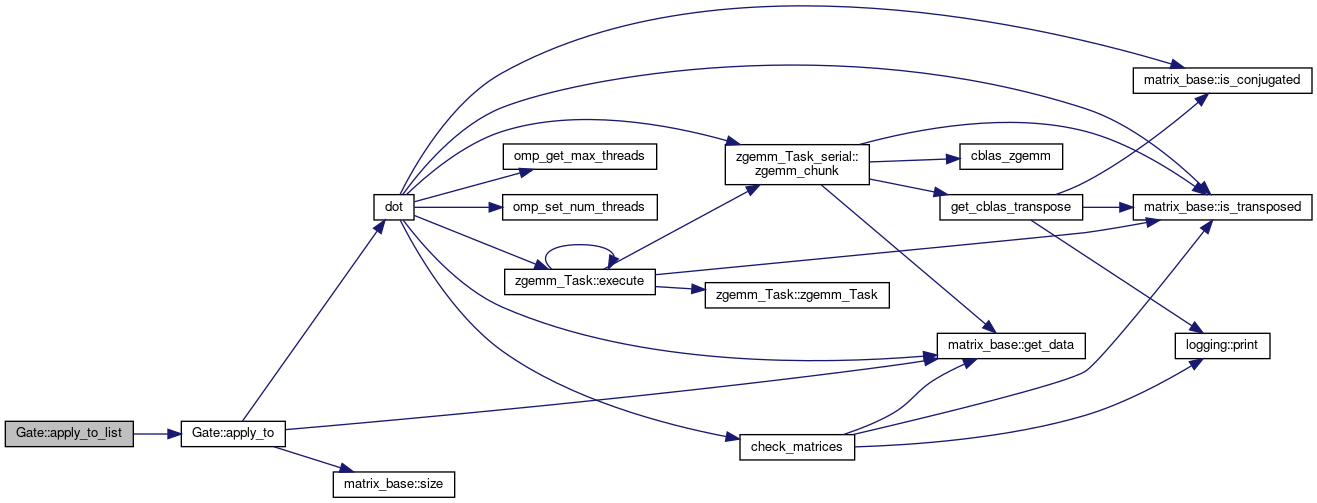 matrix_base::is_conjugated
omp_get_max_threads
zgemm_Task_serial::
zgemm_chunk
cblas_zgemm
dot
omp_set_num_threads
get_cblas_transpose
matrix_base::is_transposed
zgemm_Task::execute
zgemm_Task::zgemm_Task
matrix_base::get_data
logging::print
Gate::apply_to_list
Gate::apply_to
check_matrices
matrix_base::size